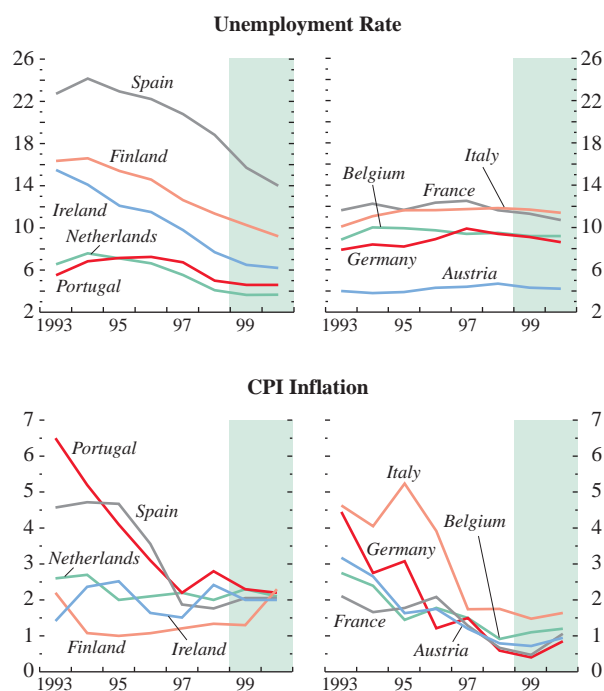 Unemployment Rate
26
22
18
14
10
6
2
Spain
Finland
Ireland
Netherlands
Portugal
1993 95 97 99
26
22
18
14
10
6
2
Italy
Belgium
France
Germany
Austria
1993 95 97 99
CPI Inflation
7
6
5
4
3
2
1
0
Portugal
Spain
Netherlands
Finland
Ireland
1993 95 97 99
7
6
5
4
3
2
1
0
Italy
Belgium
Germany
France
Austria
1993 95 97 99